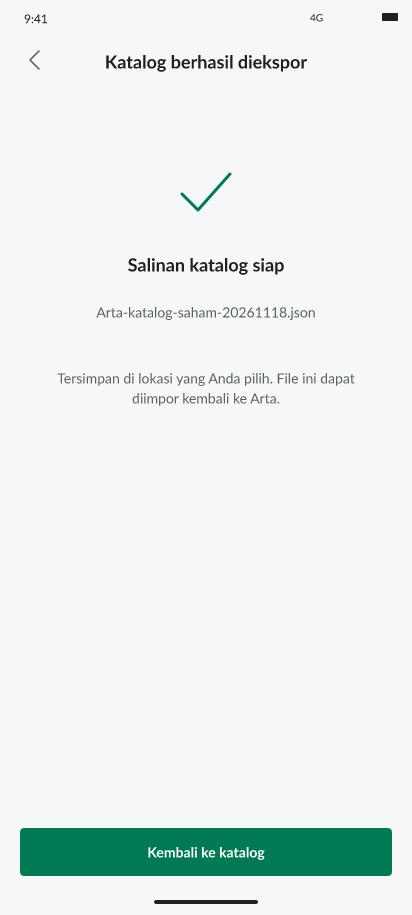 9:41
4G
Katalog berhasil diekspor
Salinan katalog siap
Arta-katalog-saham-20261118.json
Tersimpan di lokasi yang Anda pilih. File ini dapat
diimpor kembali ke Arta.
Kembali ke katalog